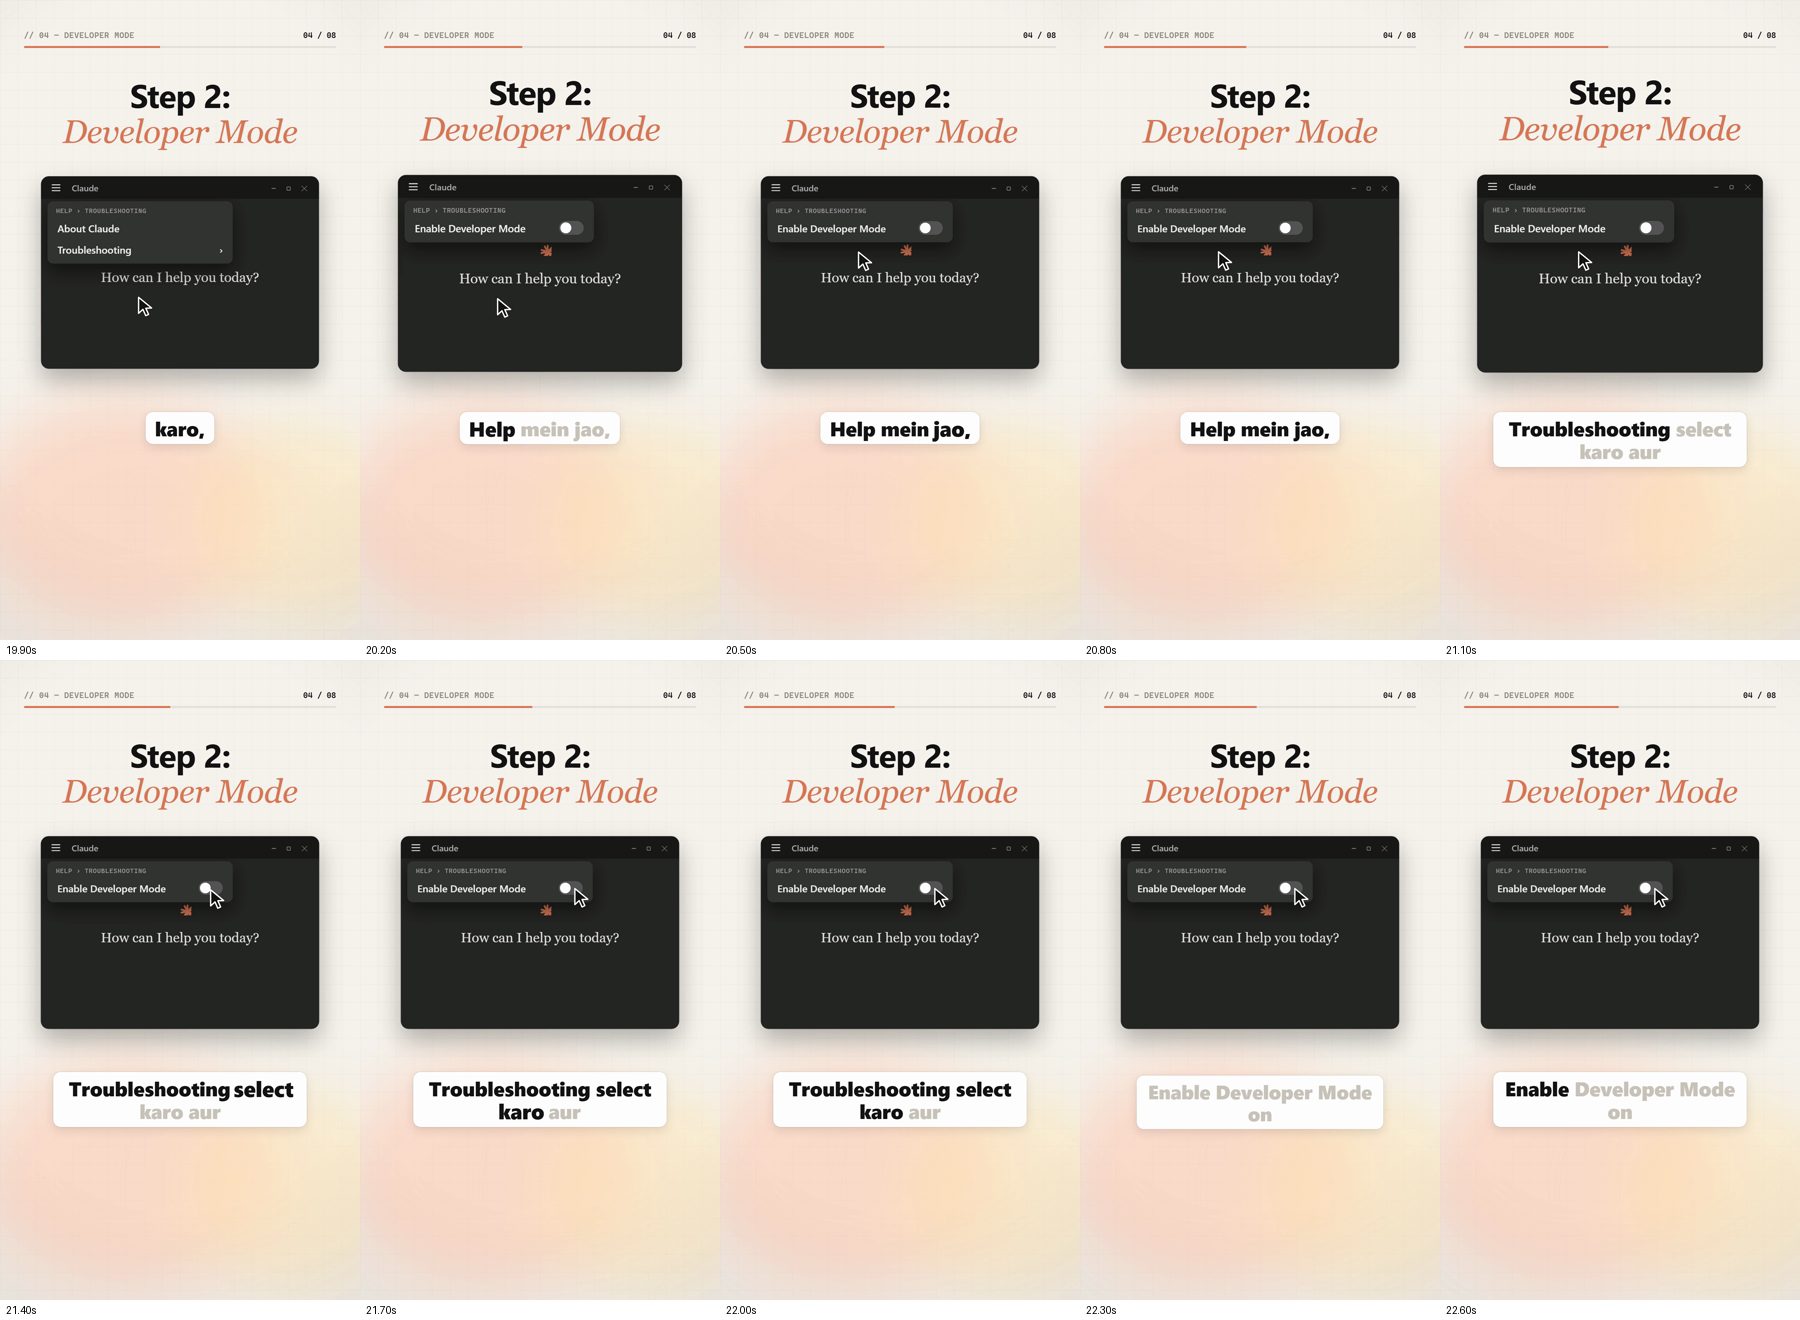 // 04 — DEVELOPER MODE 04 / 08
Step 2:
Developer Mode
Claude
HELP › TROUBLESHOOTING
About Claude
Troubleshooting ›
How can I help you today?
karo,
19.90s
// 04 — DEVELOPER MODE 04 / 08
Step 2:
Developer Mode
Claude
HELP › TROUBLESHOOTING
Enable Developer Mode
How can I help you today?
Help mein jao,
20.20s
// 04 — DEVELOPER MODE 04 / 08
Step 2:
Developer Mode
Claude
HELP › TROUBLESHOOTING
Enable Developer Mode
How can I help you today?
Help mein jao,
20.50s
// 04 — DEVELOPER MODE 04 / 08
Step 2:
Developer Mode
Claude
HELP › TROUBLESHOOTING
Enable Developer Mode
How can I help you today?
Help mein jao,
20.80s
// 04 — DEVELOPER MODE 04 / 08
Step 2:
Developer Mode
Claude
HELP › TROUBLESHOOTING
Enable Developer Mode
How can I help you today?
Troubleshooting select
karo aur
21.10s
// 04 — DEVELOPER MODE 04 / 08
Step 2:
Developer Mode
Claude
HELP › TROUBLESHOOTING
Enable Developer Mode
How can I help you today?
Troubleshooting select
karo aur
21.40s
// 04 — DEVELOPER MODE 04 / 08
Step 2:
Developer Mode
Claude
HELP › TROUBLESHOOTING
Enable Developer Mode
How can I help you today?
Troubleshooting select
karo aur
21.70s
// 04 — DEVELOPER MODE 04 / 08
Step 2:
Developer Mode
Claude
HELP › TROUBLESHOOTING
Enable Developer Mode
How can I help you today?
Troubleshooting select
karo aur
22.00s
// 04 — DEVELOPER MODE 04 / 08
Step 2:
Developer Mode
Claude
HELP › TROUBLESHOOTING
Enable Developer Mode
How can I help you today?
Enable Developer Mode
on
22.30s
// 04 — DEVELOPER MODE 04 / 08
Step 2:
Developer Mode
Claude
HELP › TROUBLESHOOTING
Enable Developer Mode
How can I help you today?
Enable Developer Mode
on
22.60s